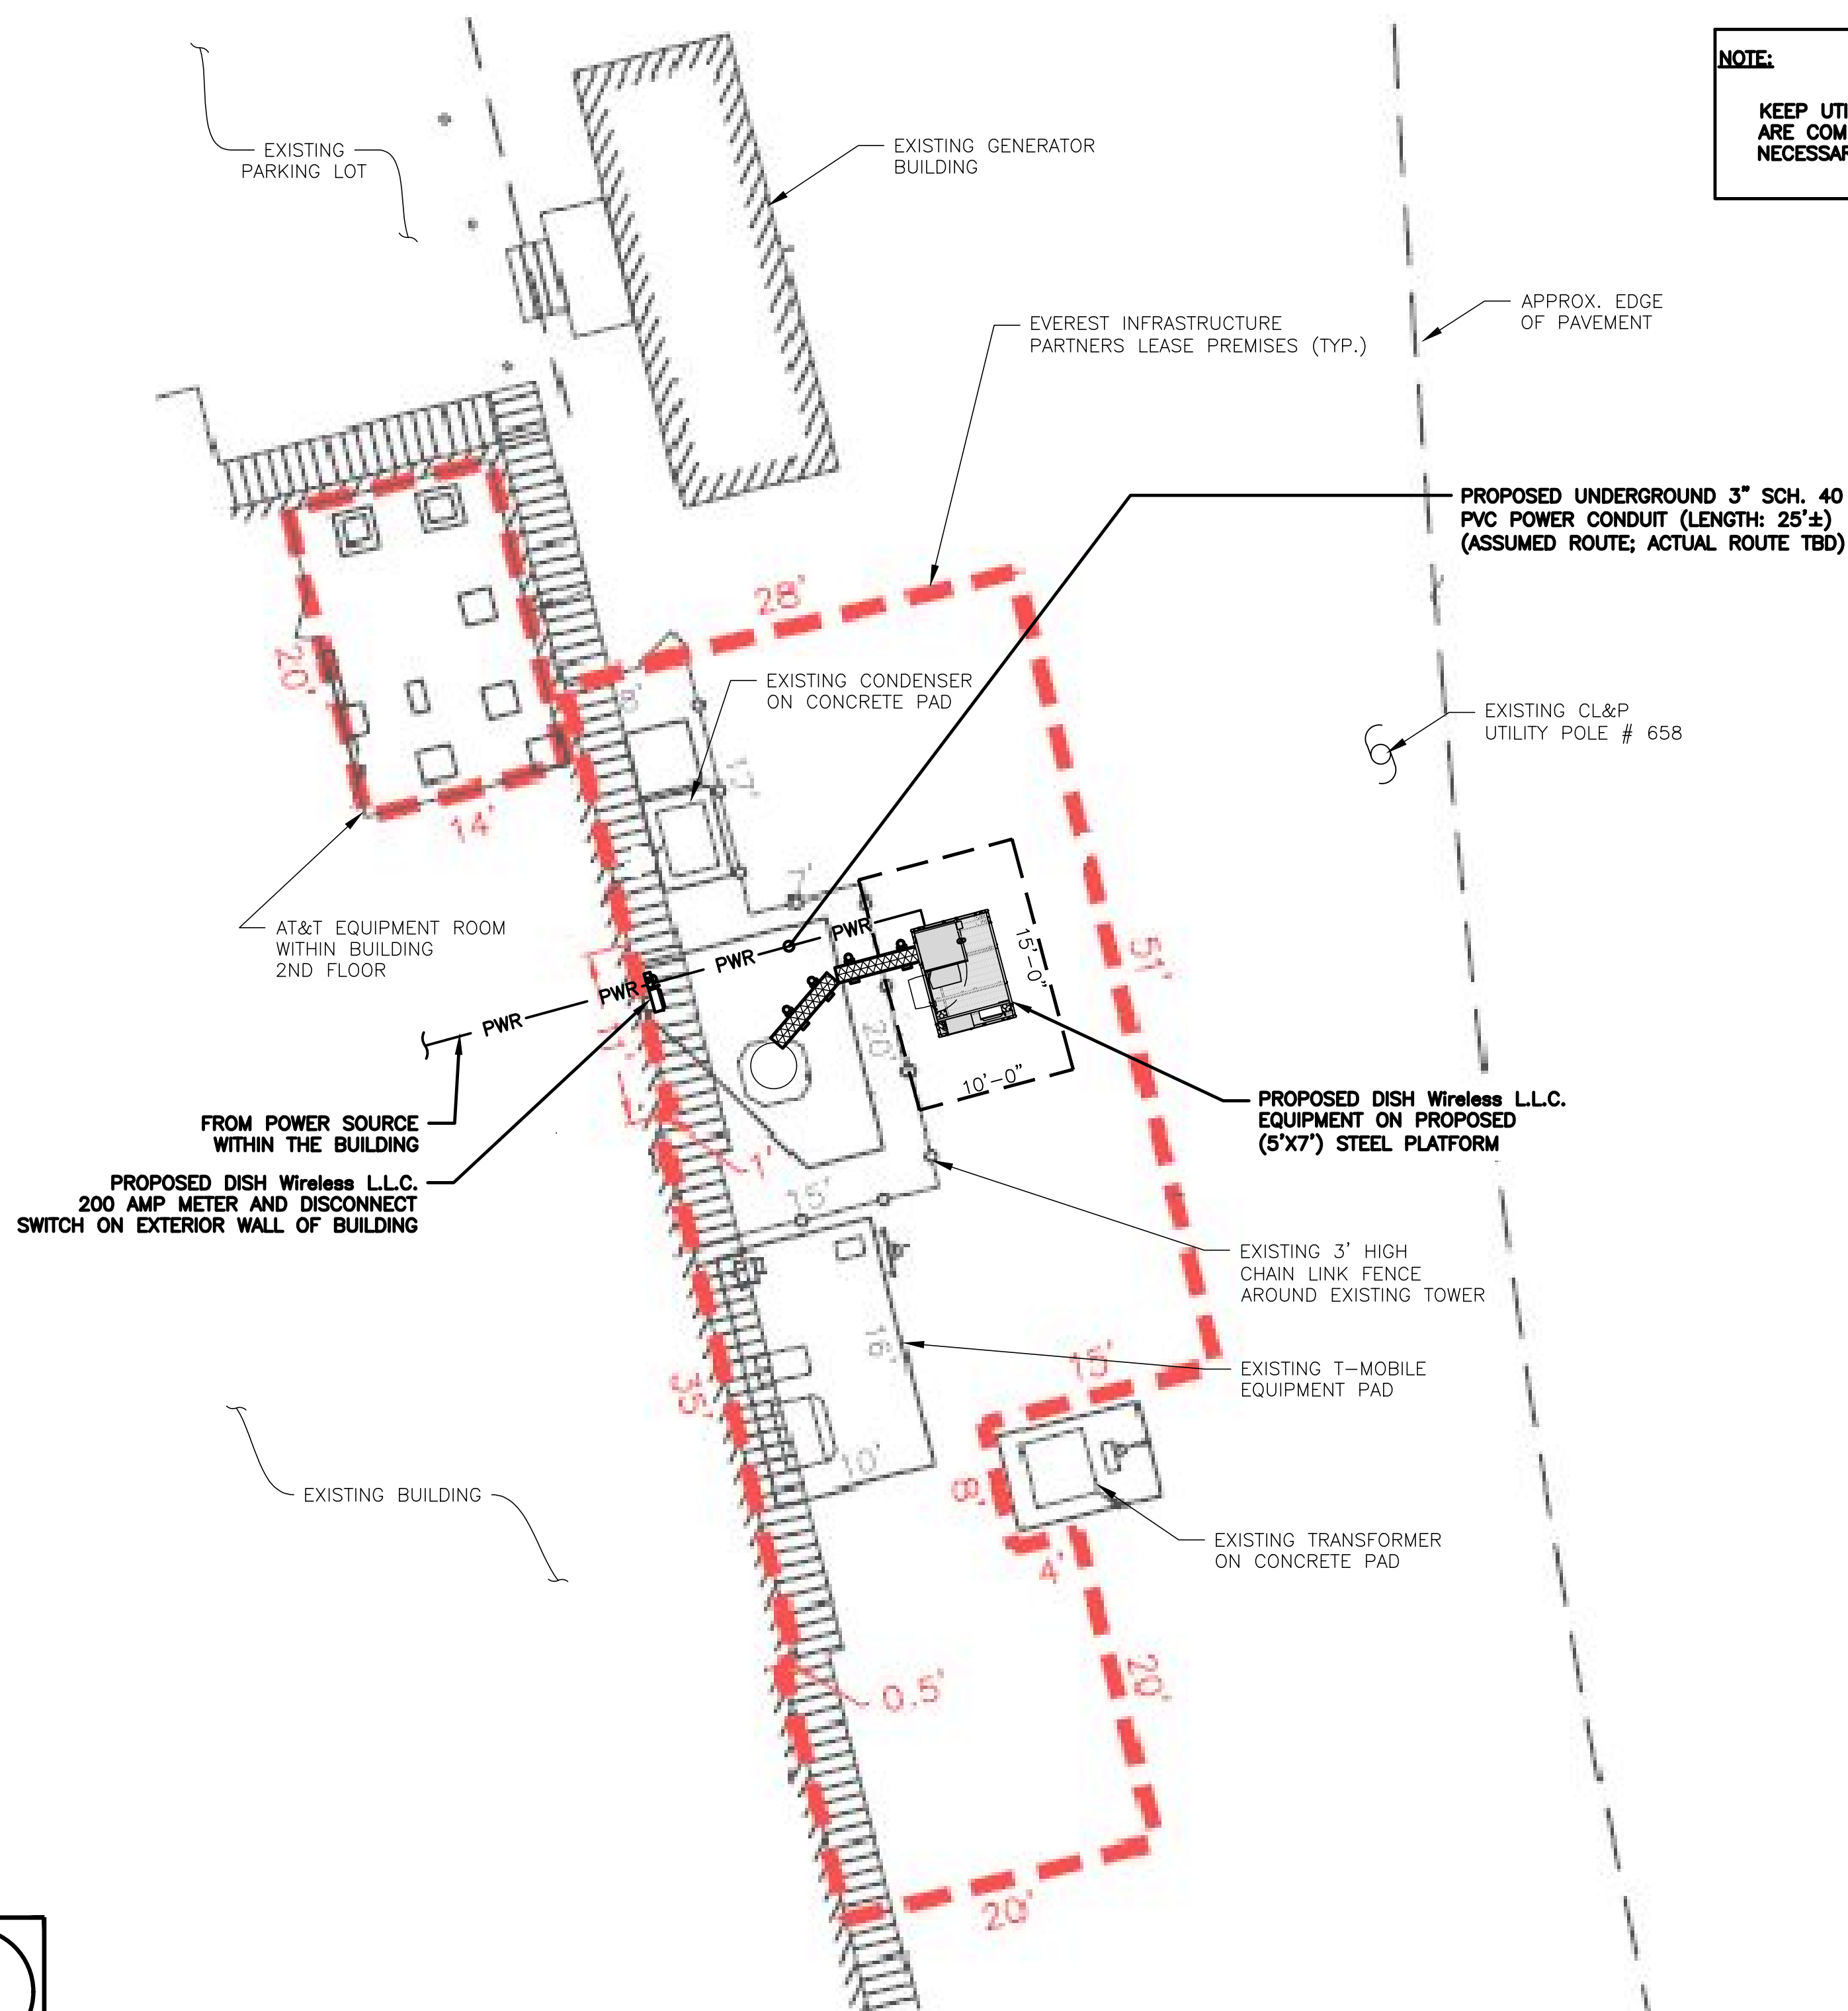 NOTE:
KEEP
ARE
EXISTING
PARKING LOT
EXISTING GENERATOR
BUILDING
EVEREST INFRASTRUCTURE
PARTNERS LEASE PREMISES (TYP.)
APPROX. EDGE
OF PAVEMENT
PROPOSED UNDERGROUND 3" SCH. 40
PVC POWER CONDUIT (LENGTH: 25'±)
(ASSUMED ROUTE; ACTUAL ROUTE TBD)
28'
20'
8'
EXISTING CONDENSER
ON CONCRETE PAD
EXISTING CL&P
UTILITY POLE # 658
14'
7'
AT&T EQUIPMENT ROOM
WITHIN BUILDING
2ND FLOOR
PWR
PWR
PWR
PWR
15'-0"
51'
20'
10'-0"
FROM POWER SOURCE
WITHIN THE BUILDING
PROPOSED DISH Wireless L.L.C.
EQUIPMENT ON PROPOSED
(5'X7') STEEL PLATFORM
1'
PROPOSED DISH Wireless L.L.C.
200 AMP METER AND DISCONNECT
SWITCH ON EXTERIOR WALL OF BUILDING
EXISTING 3' HIGH
CHAIN LINK FENCE
AROUND EXISTING TOWER
16'
15'
EXISTING T-MOBILE
EQUIPMENT PAD
35'
10'
8'
EXISTING BUILDING
EXISTING TRANSFORMER
ON CONCRETE PAD
4'
20'
0.5'
20'